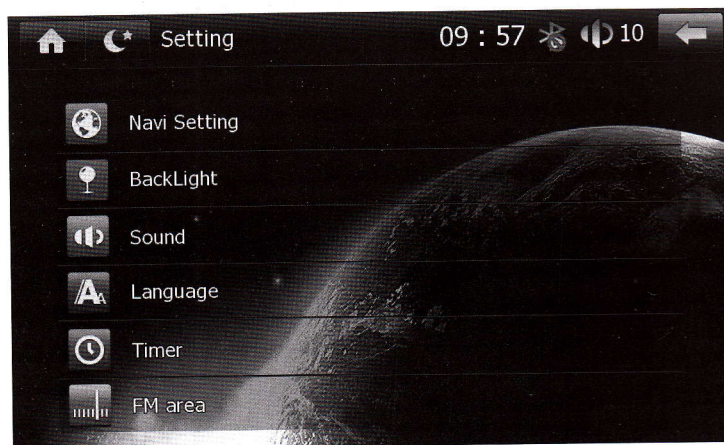 Setting 09 : 57 10
Navi Setting
BackLight
Sound
Language
Timer
FM area